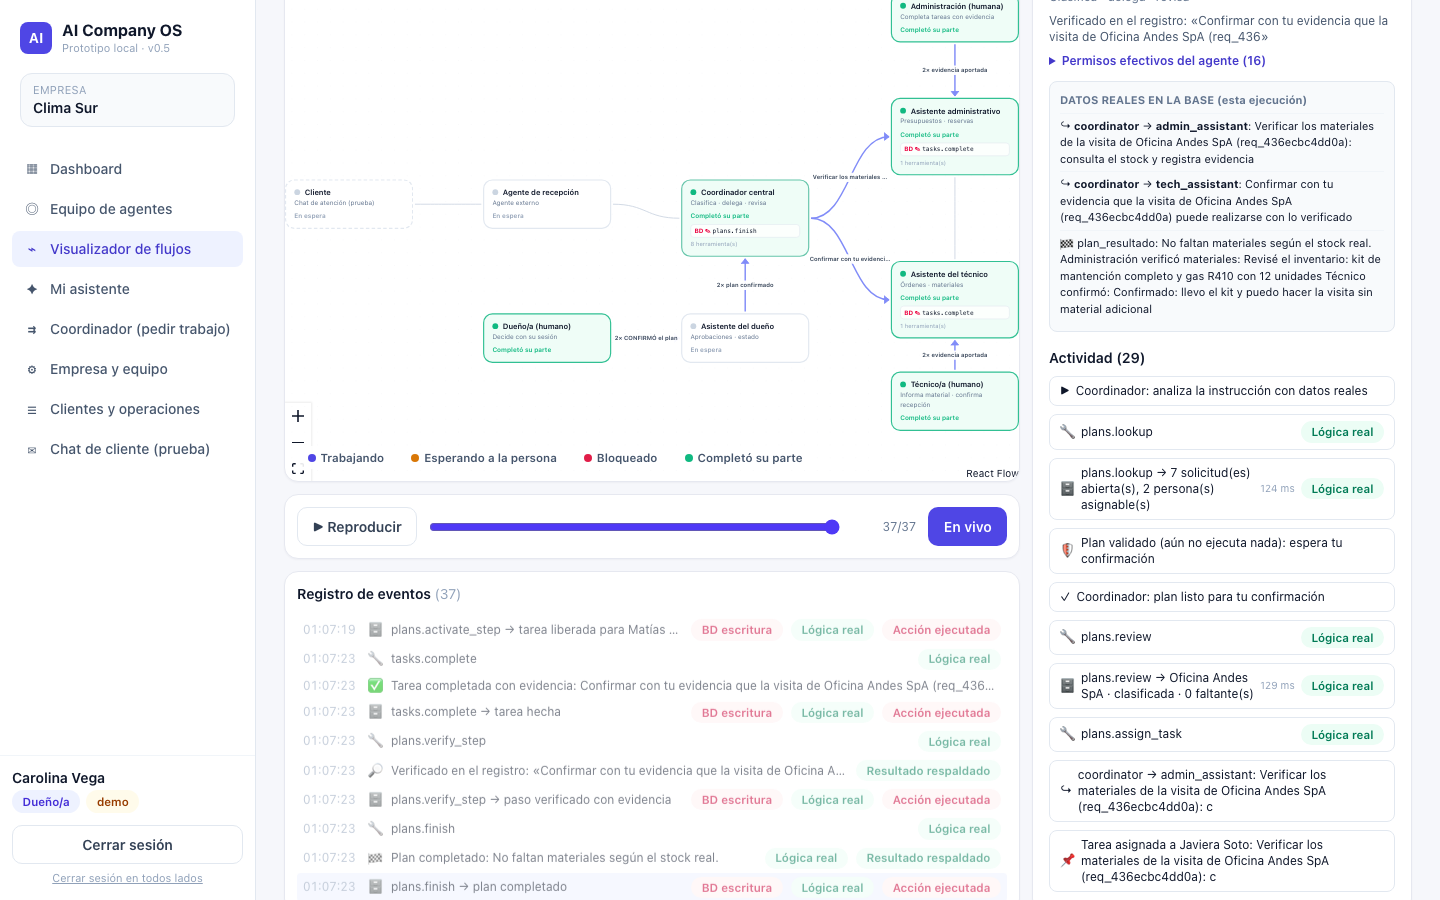 AI
AI Company OS
Prototipo local · v0.5
EMPRESA
Clima Sur
Dashboard
Equipo de agentes
Visualizador de flujos
Mi asistente
Coordinador (pedir trabajo)
Empresa y equipo
Clientes y operaciones
Chat de cliente (prueba)
Carolina Vega
Dueño/a
demo
Cerrar sesión
Cerrar sesión en todos lados
Administración (humana)
Completa tareas con evidencia
Completó su parte
2× evidencia aportada
Asistente administrativo
Presupuestos · reservas
Completó su parte
BD tasks.complete
1 herramienta(s)
Verificar los materiales ...
Cliente
Chat de atención (prueba)
En espera
Agente de recepción
Agente externo
En espera
Coordinador central
Clasifica · delega · revisa
Completó su parte
BD plans.finish
8 herramienta(s)
Confirmar con tu evidenci...
Asistente del técnico
Órdenes · materiales
Completó su parte
BD tasks.complete
1 herramienta(s)
2× plan confirmado
Dueño/a (humano)
Decide con su sesión
Completó su parte
2× CONFIRMÓ el plan
Asistente del dueño
Aprobaciones · estado
En espera
2× evidencia aportada
Técnico/a (humano)
Informa material · confirma
recepción
Completó su parte
Trabajando
Esperando a la persona
Bloqueado
Completó su parte
React Flow
▶ Reproducir
37/37
En vivo
Registro de eventos (37)
01:07:19 plans.activate_step → tarea liberada para Matías ... BD escritura Lógica real Acción ejecutada
01:07:23 tasks.complete Lógica real
01:07:23 Tarea completada con evidencia: Confirmar con tu evidencia que la visita de Oficina Andes SpA (req_436...
01:07:23 tasks.complete → tarea hecha BD escritura Lógica real Acción ejecutada
01:07:23 plans.verify_step Lógica real
01:07:23 Verificado en el registro: «Confirmar con tu evidencia que la visita de Oficina A... Resultado respaldado
01:07:23 plans.verify_step → paso verificado con evidencia BD escritura Lógica real Acción ejecutada
01:07:23 plans.finish Lógica real
01:07:23 Plan completado: No faltan materiales según el stock real. Lógica real Resultado respaldado
01:07:23 plans.finish → plan completado BD escritura Lógica real Acción ejecutada
Verificado en el registro: «Confirmar con tu evidencia que la
visita de Oficina Andes SpA (req_436»
▶ Permisos efectivos del agente (16)
DATOS REALES EN LA BASE (esta ejecución)
↪ coordinator → admin_assistant: Verificar los materiales
de la visita de Oficina Andes SpA (req_436ecbc4dd0a):
consulta el stock y registra evidencia
↪ coordinator → tech_assistant: Confirmar con tu
evidencia que la visita de Oficina Andes SpA
(req_436ecbc4dd0a) puede realizarse con lo verificado
plan_resultado: No faltan materiales según el stock real.
Administración verificó materiales: Revisé el inventario: kit de
mantención completo y gas R410 con 12 unidades Técnico
confirmó: Confirmado: llevo el kit y puedo hacer la visita sin
material adicional
Actividad (29)
▶ Coordinador: analiza la instrucción con datos reales
plans.lookup Lógica real
plans.lookup → 7 solicitud(es)
abierta(s), 2 persona(s)
asignable(s)
124 ms Lógica real
Plan validado (aún no ejecuta nada): espera tu
confirmación
✓ Coordinador: plan listo para tu confirmación
plans.review Lógica real
plans.review → Oficina Andes
SpA · clasificada · 0 faltante(s)
129 ms Lógica real
plans.assign_task Lógica real
coordinator → admin_assistant: Verificar los
↪ materiales de la visita de Oficina Andes SpA
(req_436ecbc4dd0a): c
Tarea asignada a Javiera Soto: Verificar los
materiales de la visita de Oficina Andes SpA
(req_436ecbc4dd0a): c